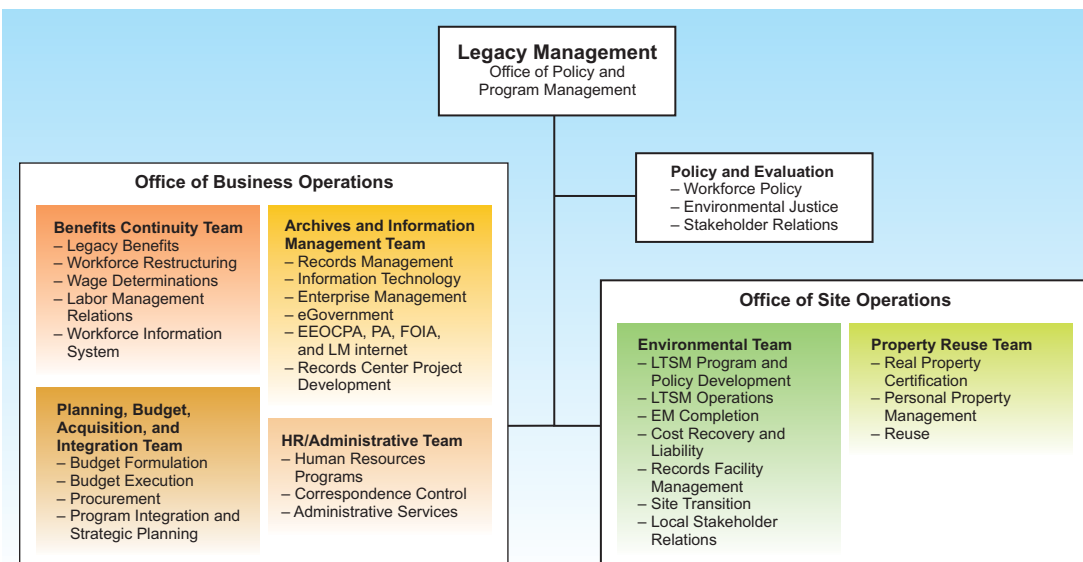 Legacy Management
Office of Policy and
Program Management
Policy and Evaluation
– Workforce Policy
– Environmental Justice
– Stakeholder Relations
Office of Business Operations
Benefits Continuity Team
– Legacy Benefits
– Workforce Restructuring
– Wage Determinations
– Labor Management
Relations
– Workforce Information
System
Archives and Information
Management Team
– Records Management
– Information Technology
– Enterprise Management
– eGovernment
– EEOCPA, PA, FOIA,
and LM internet
– Records Center Project
Development
Planning, Budget,
Acquisition, and
Integration Team
– Budget Formulation
– Budget Execution
– Procurement
– Program Integration and
Strategic Planning
HR/Administrative Team
– Human Resources
Programs
– Correspondence Control
– Administrative Services
Office of Site Operations
Environmental Team
– LTSM Program and
Policy Development
– LTSM Operations
– EM Completion
– Cost Recovery and
Liability
– Records Facility
Management
– Site Transition
– Local Stakeholder
Relations
Property Reuse Team
– Real Property
Certification
– Personal Property
Management
– Reuse